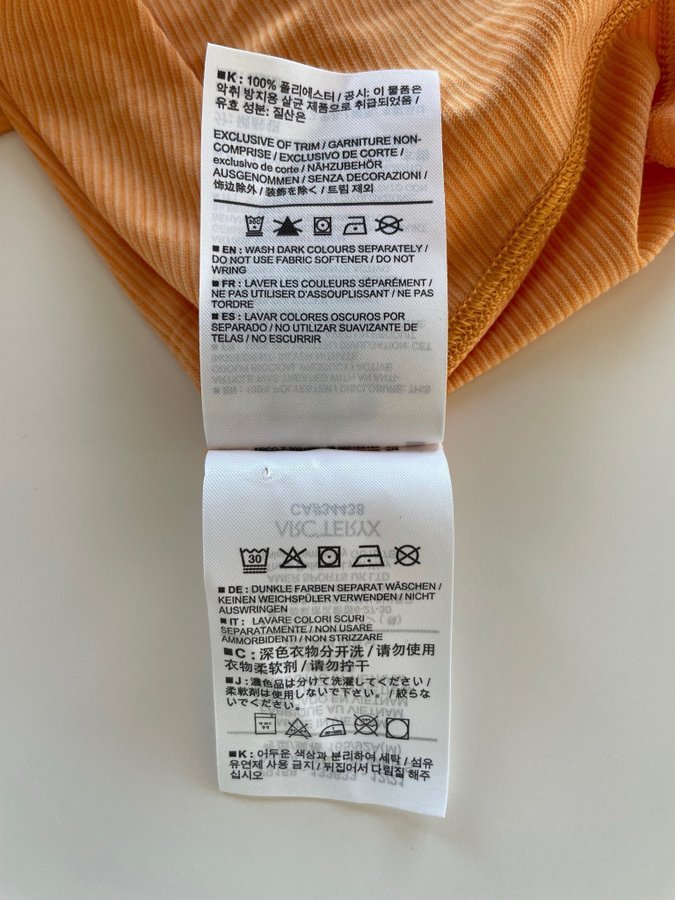 ■K : 100% 폴리에스터 / 공시: 이 물품은
악취 방지용 살균 제품으로 취급되었음 /
유효 성분: 질산은
EXCLUSIVE OF TRIM / GARNITURE NON-
COMPRISE / EXCLUSIVO DE CORTE /
exclusivo de corte / NÄHZUBEHÖR
AUSGENOMMEN / SENZA DECORAZIONI /
饰边除外 / 装飾を除く / 트림 제외
30
■ EN : WASH DARK COLOURS SEPARATELY /
DO NOT USE FABRIC SOFTENER / DO NOT
WRING
■ FR : LAVER LES COULEURS SÉPARÉMENT /
NE PAS UTILISER D'ASSOUPLISSANT / NE PAS
TORDRE
■ ES : LAVAR COLORES OSCUROS POR
SEPARADO / NO UTILIZAR SUAVIZANTE DE
TELAS / NO ESCURRIR
CA#34438
ARC'TERYX
30
AMER SPORTS UK LTD
■ DE : DUNKLE FARBEN SEPARAT WÄSCHEN /
KEINEN WEICHSPÜLER VERWENDEN / NICHT
AUSWRINGEN
■ IT : LAVARE COLORI SCURI
SEPARATAMENTE / NON USARE
AMMORBIDENTI / NON STRIZZARE
■C : 深色衣物分开洗 / 请勿使用
衣物柔软剂 / 请勿拧干
■J : 濃色品は分けて洗濯してください /
柔軟剤は使用しないで下さい。/ 絞らな
いでください。
■K : 어두운 색상과 분리하여 세탁 / 섬유
유연제 사용 금지 / 뒤집어서 다림질 해주
십시오